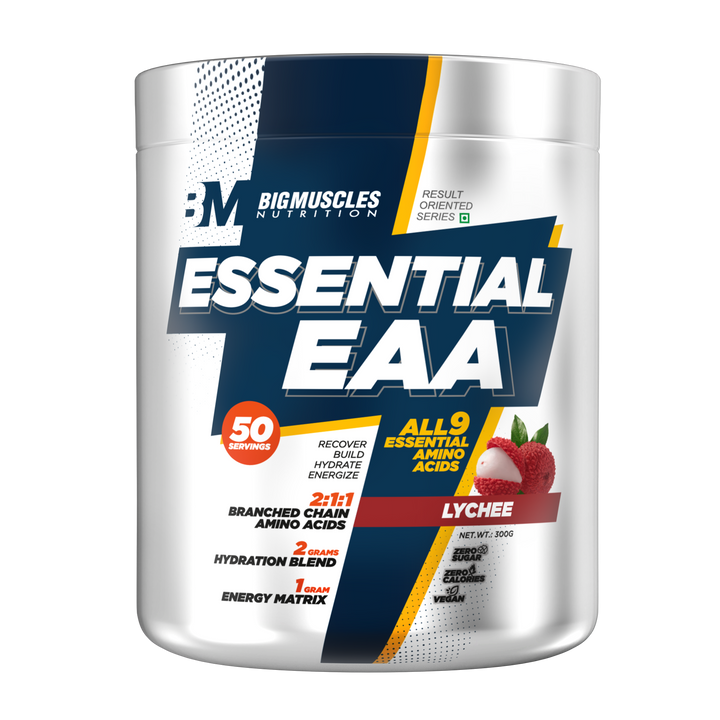 BM BIGMUSCLES
NUTRITION
RESULT
ORIENTED
SERIES
ESSENTIAL
EAA
50
SERVINGS
RECOVER
BUILD
HYDRATE
ENERGIZE
ALL 9
ESSENTIAL
AMINO
ACIDS
2:1:1
BRANCHED CHAIN
AMINO ACIDS
LYCHEE
2 GRAMS
HYDRATION BLEND
1 GRAM
ENERGY MATRIX
NET.WT.: 300G
ZERO
SUGAR
ZERO
CALORIES
VEGAN